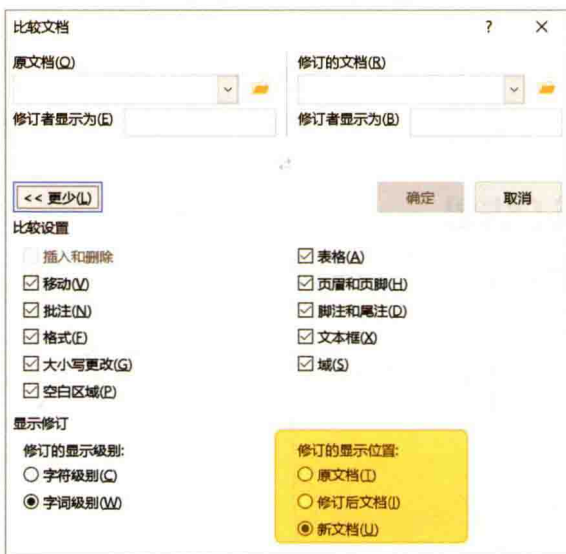 比较文档
原文档(O) 修订的文档(R)
修订者显示为(E) 修订者显示为(B)
<< 更少(L) 确定 取消
比较设置
插入和删除 表格(A)
移动(V) 页眉和页脚(H)
批注(N) 脚注和尾注(D)
格式(F) 文本框(X)
大小写更改(G) 域(S)
空白区域(P)
显示修订
修订的显示级别: 修订的显示位置:
字符级别(C) 原文档(T)
字词级别(W) 修订后文档(I)
新文档(U)